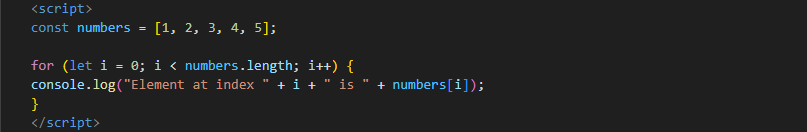 <script>
const numbers = [1, 2, 3, 4, 5];
for (let i = 0; i < numbers.length; i++) {
console.log("Element at index " + i + " is " + numbers[i]);
}
</script>